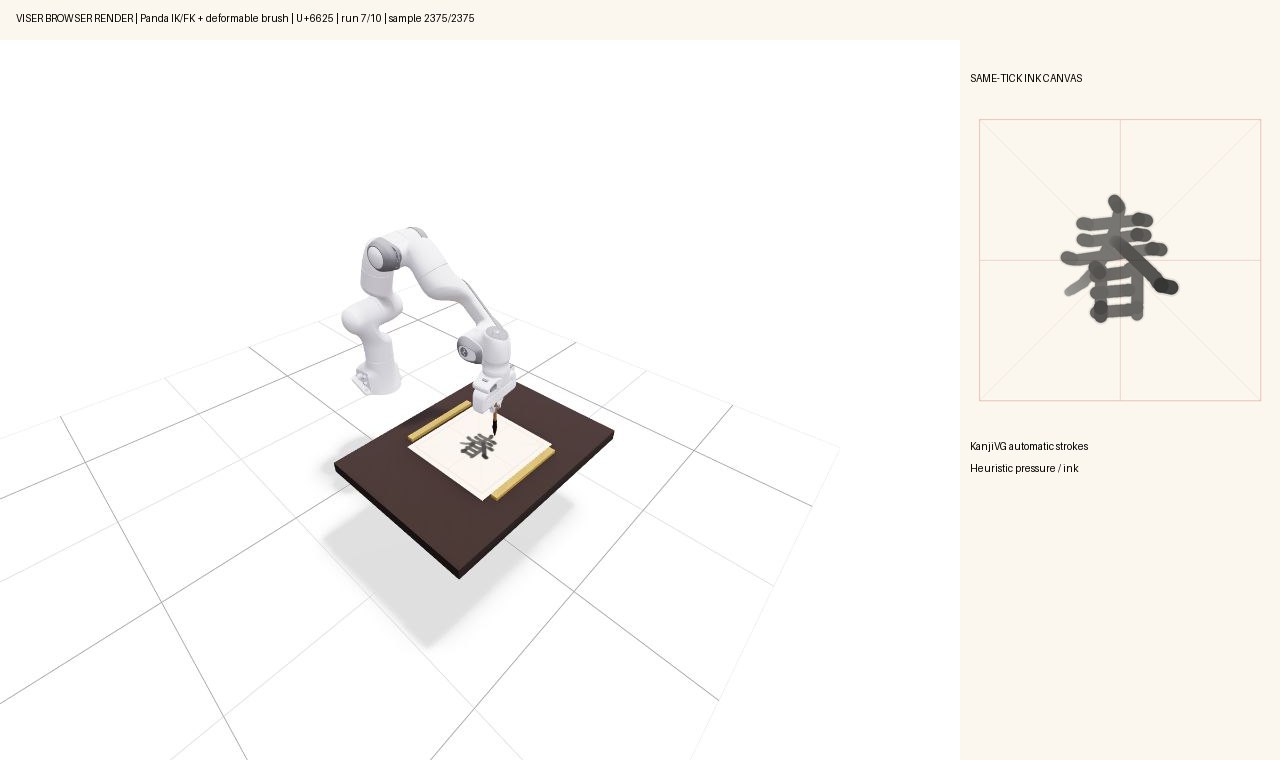 VISER BROWSER RENDER | Panda IK/FK + deformable brush | U+6625 | run 7/10 | sample 2375/2375
SAME-TICK INK CANVAS
春
春
KanjiVG automatic strokes
Heuristic pressure / ink